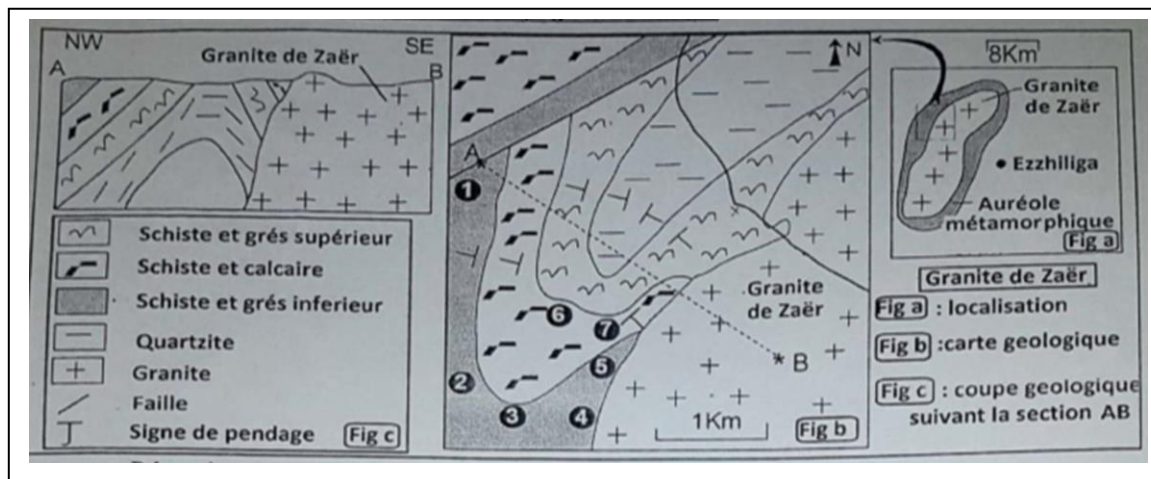 NW
SE
Granite de Zaër
A
B
Schiste et grés supérieur
Schiste et calcaire
Schiste et grés inferieur
Quartzite
Granite
Faille
Signe de pendage
Fig c
N
A
1
2
3
4
5
6
7
Granite
de Zaër
B
1Km
Fig b
8Km
Granite
de Zaër
Ezzhiliga
Auréole
métamorphique
Fig a
Granite de Zaër
Fig a : localisation
Fig b :carte geologique
Fig c : coupe geologique
suivant la section AB